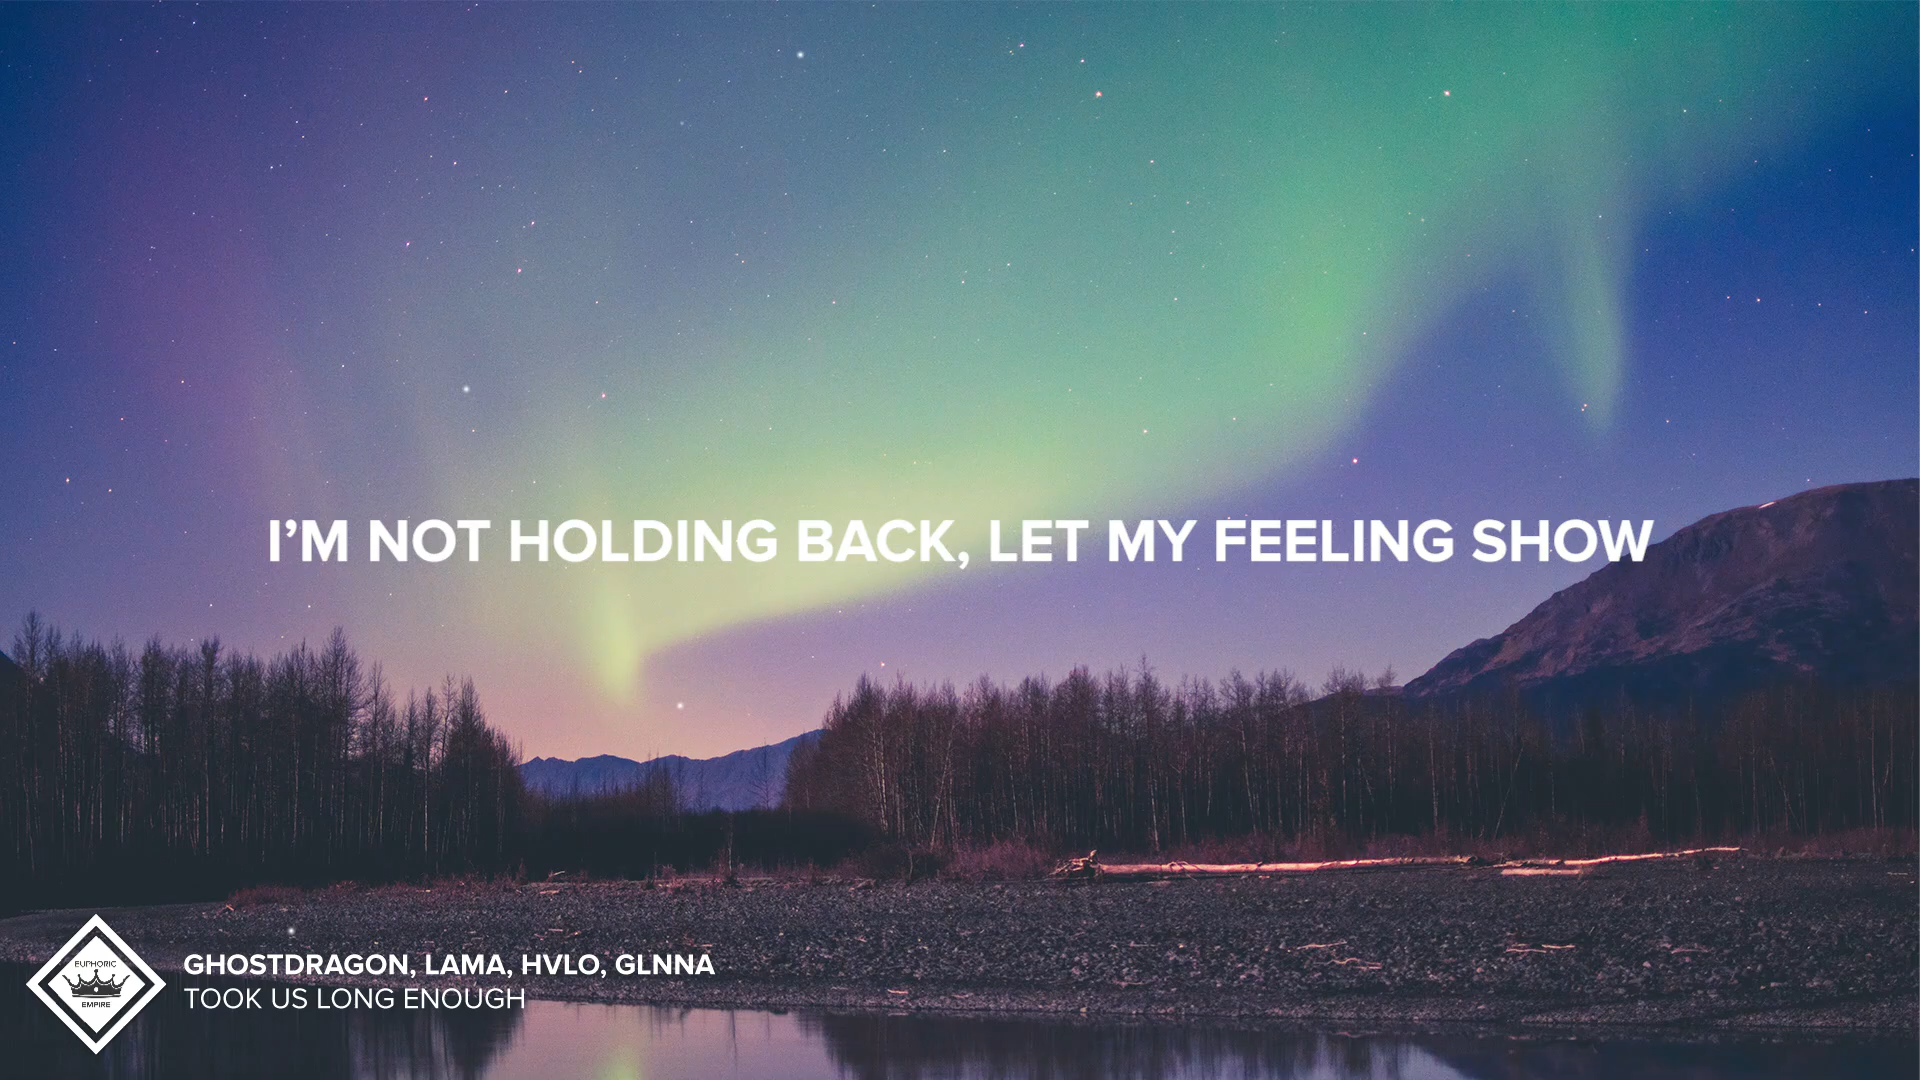 I’M NOT HOLDING BACK, LET MY FEELING SHOW
EUPHORIC
EMPIRE
GHOSTDRAGON, LAMA, HVLO, GLNNA
TOOK US LONG ENOUGH